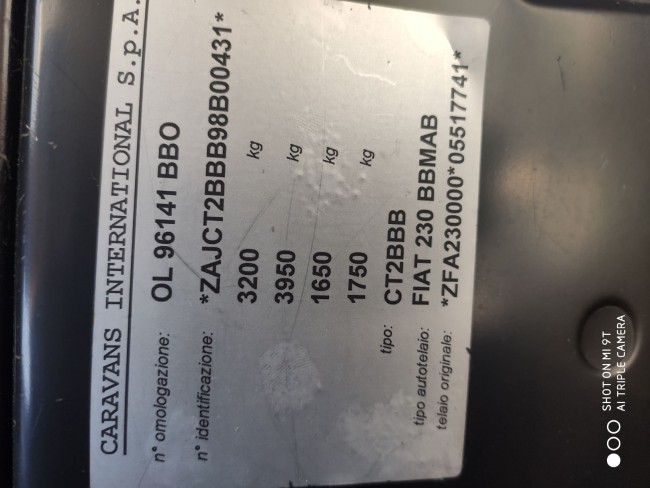 CARAVANS INTERNATIONAL S.p.A.
n° omologazione: OL 96141 BBO
n° identificazione: *ZAJCT2BBB98B00431*
3200 kg
3950 kg
1650 kg
1750 kg
tipo: CT2BBB
tipo autotelaio: FIAT 230 BBMAB
telaio originale: *ZFA230000*05517741*
SHOT ON MI 9T
AI TRIPLE CAMERA